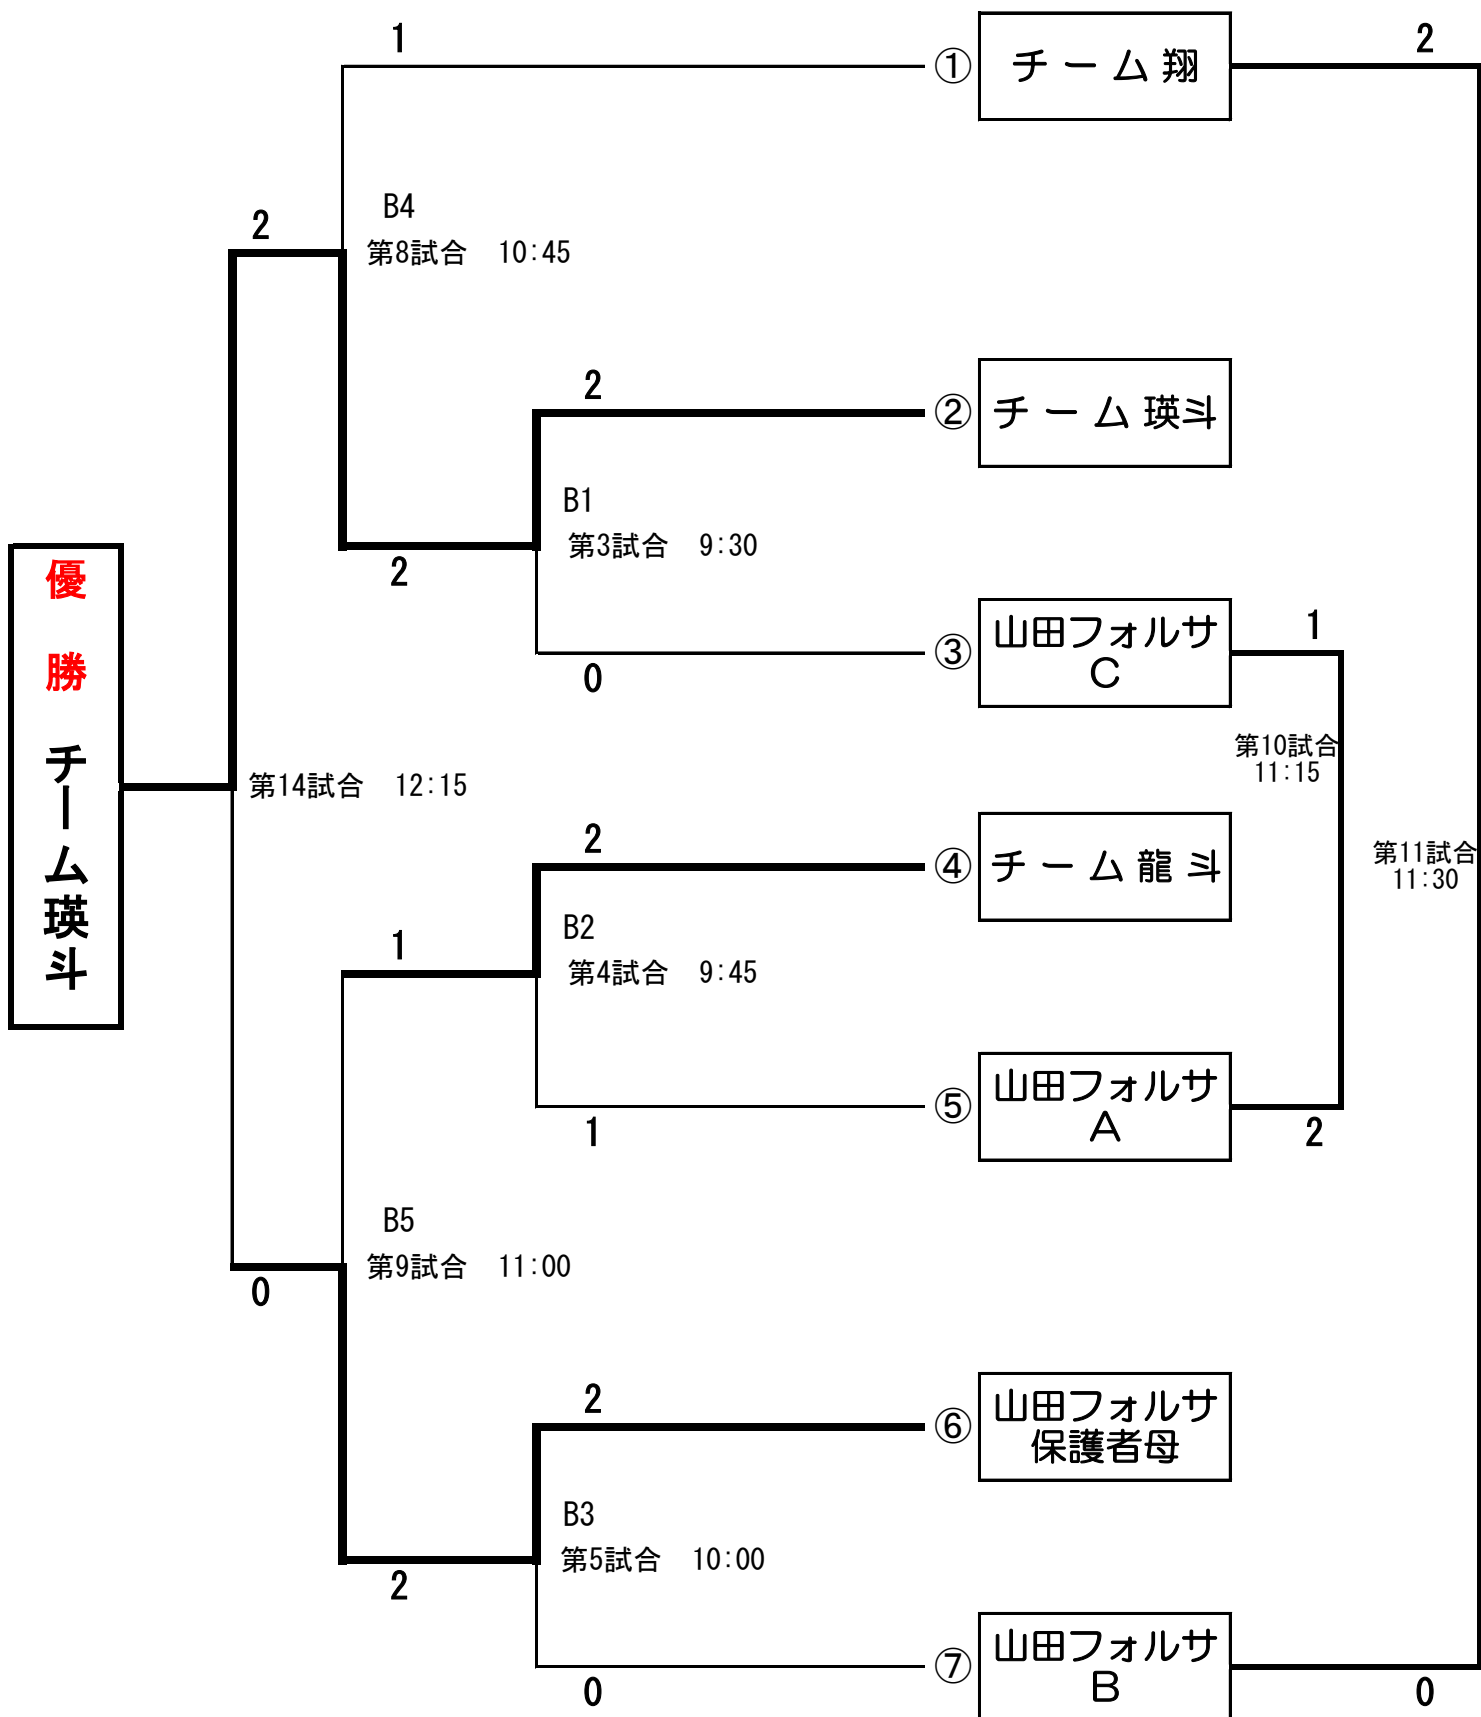 1
① チーム翔
2
B4
第8試合 10:45
2
2
② チーム瑛斗
B1
第3試合 9:30
2
0
③ 山田フォルサ
C
1
優勝 チーム瑛斗
第10試合
11:15
第14試合 12:15
2
④ チーム龍斗
第11試合
11:30
B2
第4試合 9:45
1
1
⑤ 山田フォルサ
A
2
B5
第9試合 11:00
0
2
⑥ 山田フォルサ
保護者母
B3
第5試合 10:00
2
0
⑦ 山田フォルサ
B
0